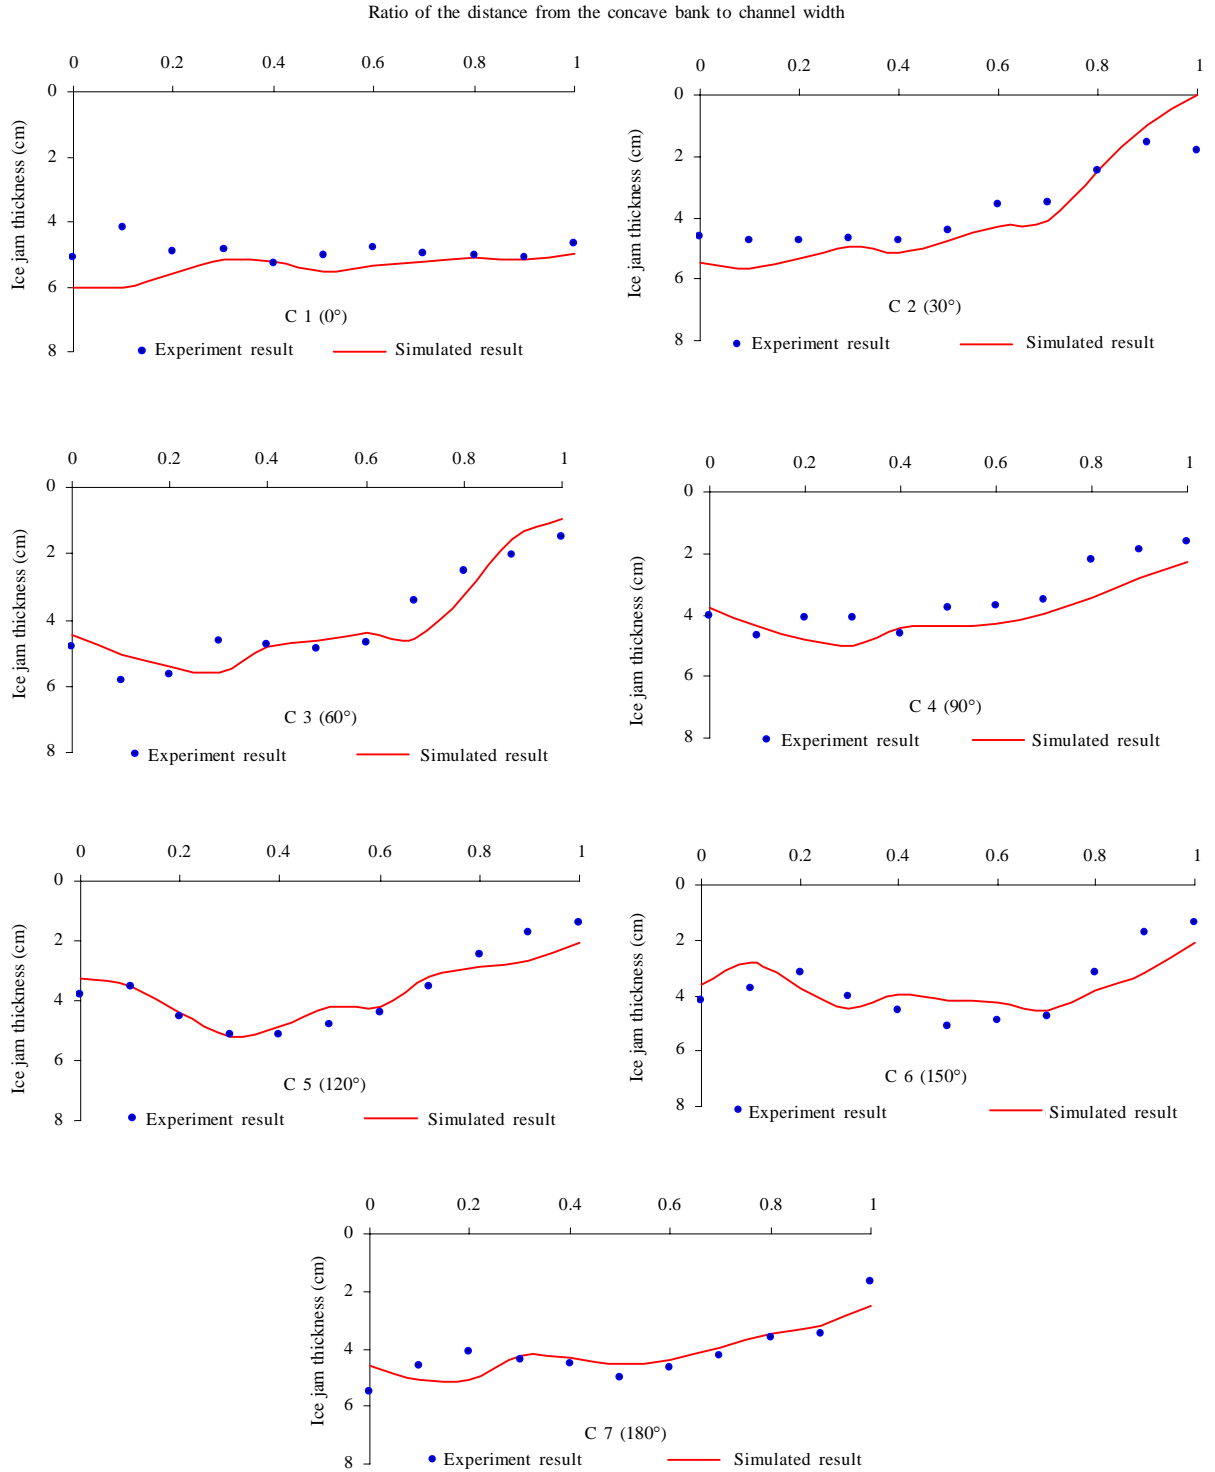 Ratio of the distance from the concave bank to channel width
0 0.2 0.4 0.6 0.8 1
0
2
4
6
8
Ice jam thickness (cm)
C 1 (0°)
Experiment result Simulated result
0 0.2 0.4 0.6 0.8 1
0
2
4
6
8
Ice jam thickness (cm)
C 2 (30°)
Experiment result Simulated result
0 0.2 0.4 0.6 0.8 1
0
2
4
6
8
Ice jam thickness (cm)
C 3 (60°)
Experiment result Simulated result
0 0.2 0.4 0.6 0.8 1
0
2
4
6
8
Ice jam thickness (cm)
C 4 (90°)
Experiment result Simulated result
0 0.2 0.4 0.6 0.8 1
0
2
4
6
8
Ice jam thickness (cm)
C 5 (120°)
Experiment result Simulated result
0 0.2 0.4 0.6 0.8 1
0
2
4
6
8
Ice jam thickness (cm)
C 6 (150°)
Experiment result Simulated result
0 0.2 0.4 0.6 0.8 1
0
2
4
6
8
Ice jam thickness (cm)
C 7 (180°)
Experiment result Simulated result